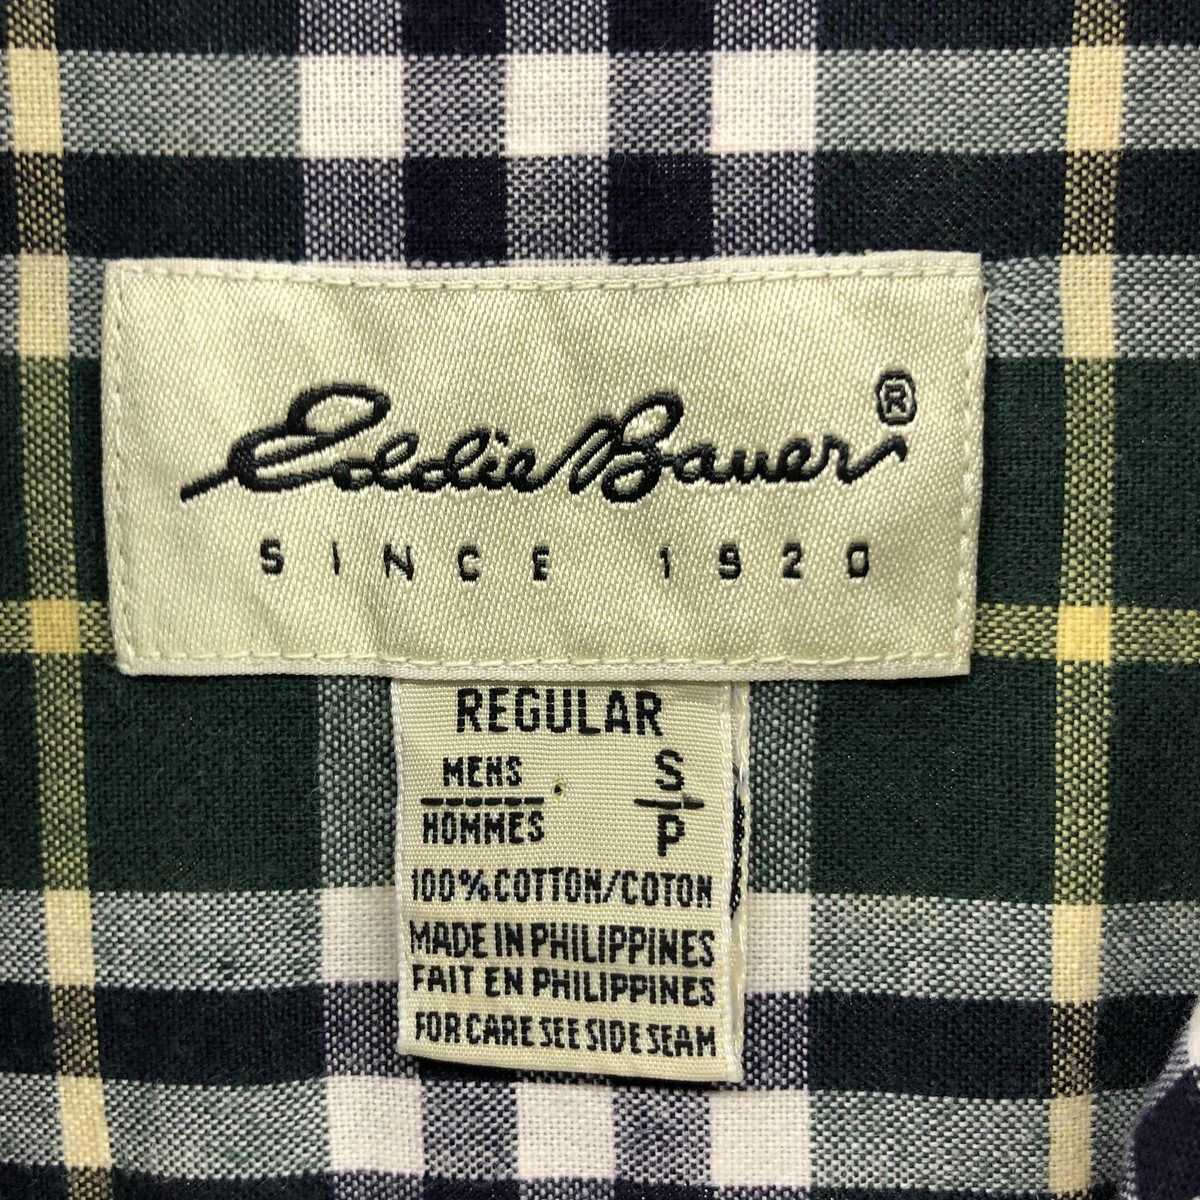 Eddie Bauer®
SINCE 1920
REGULAR
MENS S
HOMMES P
100% COTTON/COTON
MADE IN PHILIPPINES
FAIT EN PHILIPPINES
FOR CARE SEE SIDE SEAM